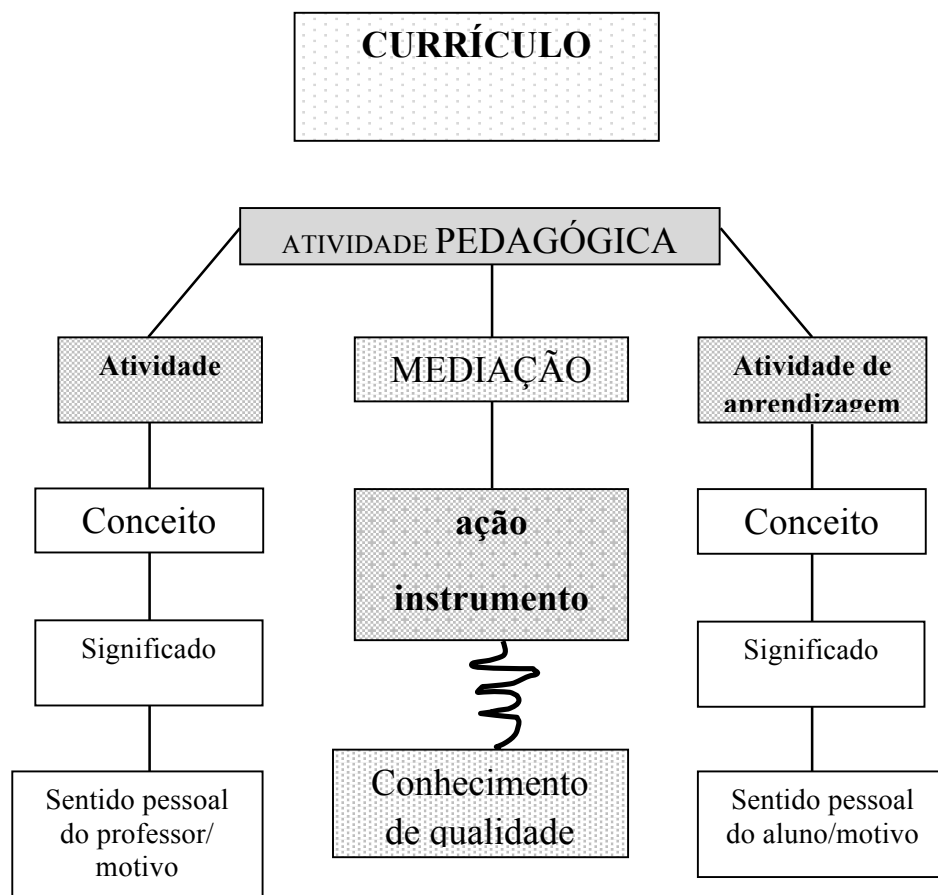 CURRÍCULO
ATIVIDADE PEDAGÓGICA
Atividade
MEDIAÇÃO
Atividade de
aprendizagem
Conceito
ação
instrumento
Conceito
Significado
Significado
Sentido pessoal
do professor/
motivo
Conhecimento
de qualidade
Sentido pessoal
do aluno/motivo